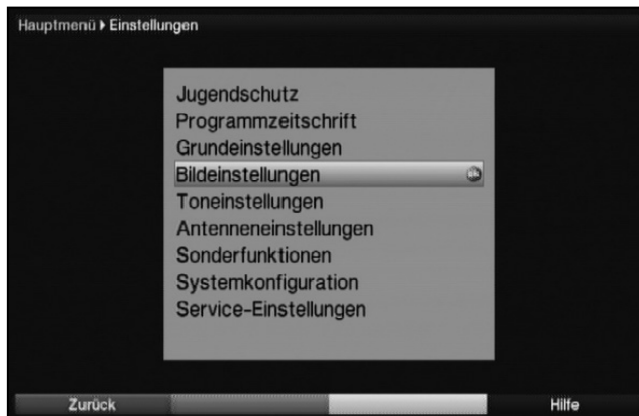 Hauptmenü ▸ Einstellungen
Jugendschutz
Programmzeitschrift
Grundeinstellungen
Bildeinstellungen
Toneinstellungen
Antenneneinstellungen
Sonderfunktionen
Systemkonfiguration
Service-Einstellungen
Zurück
Hilfe